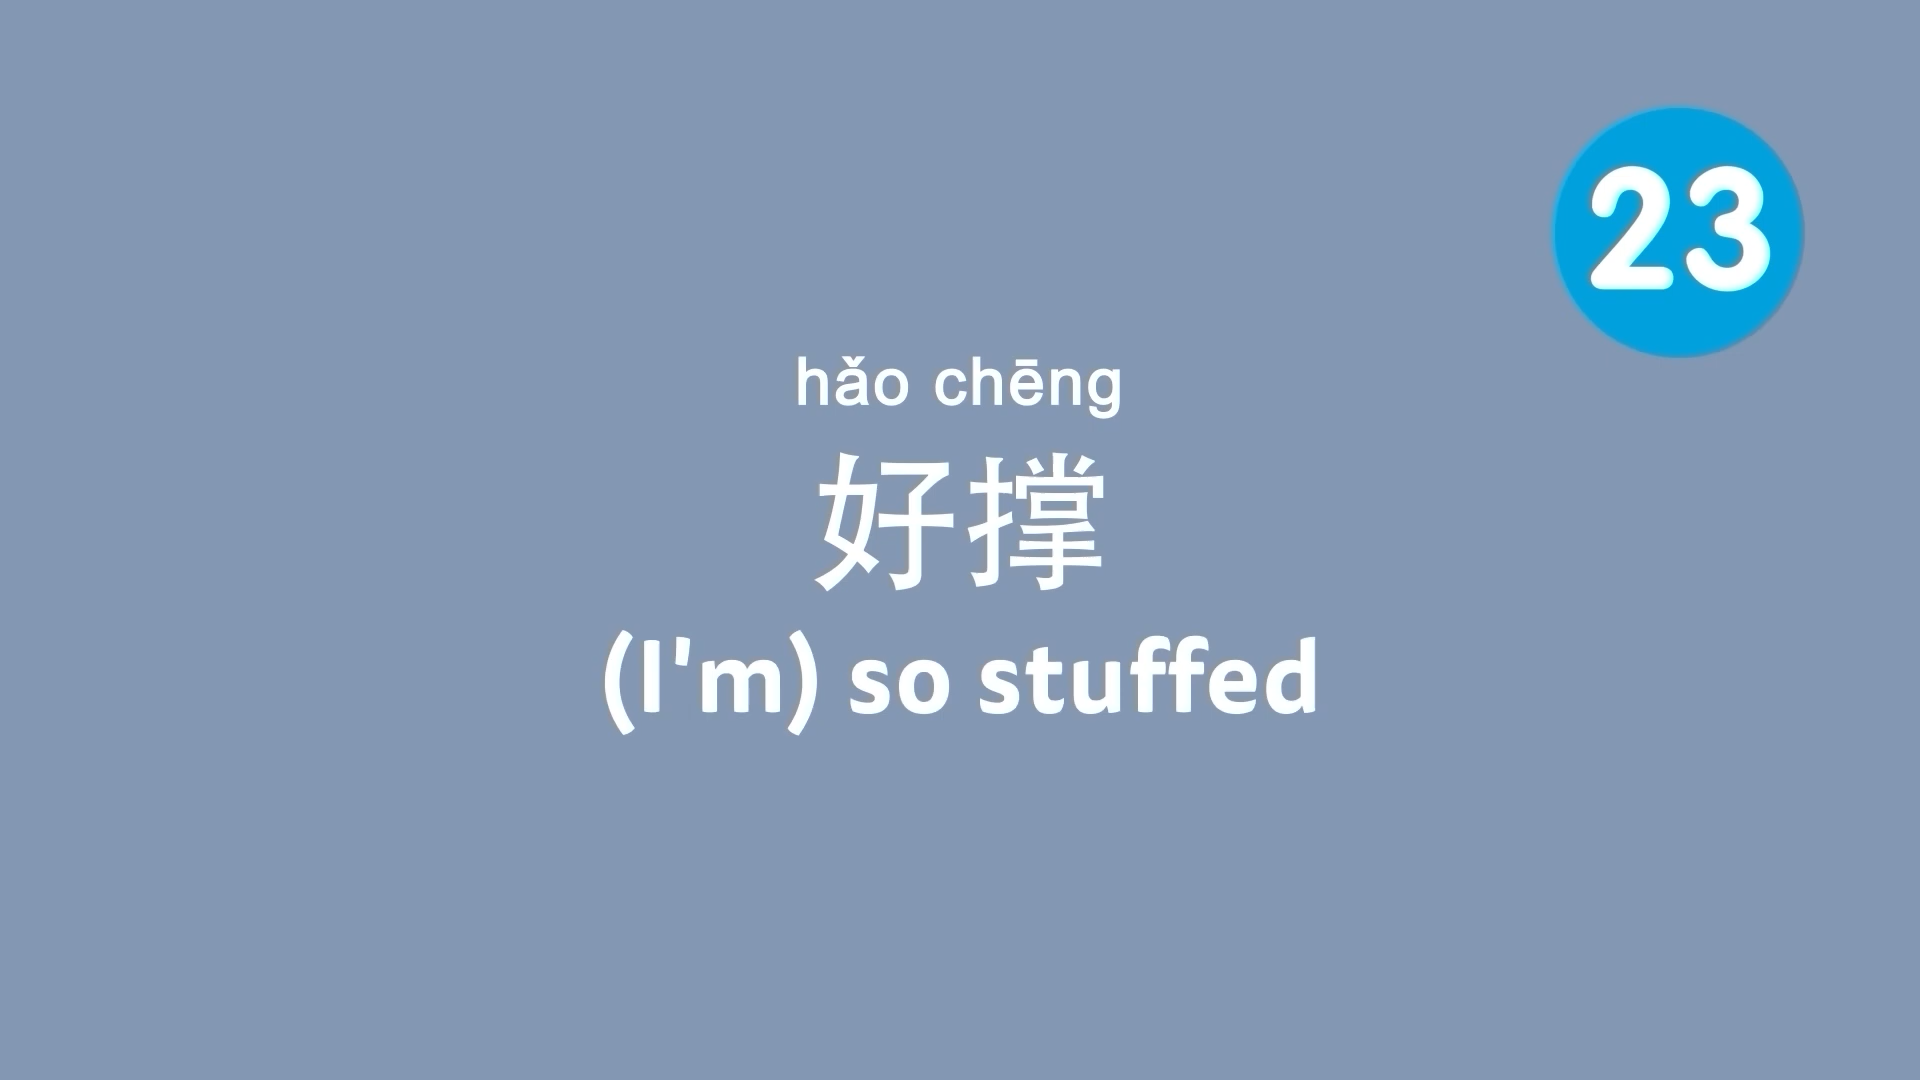 23
hǎo chēng
好撑
(I'm) so stuffed